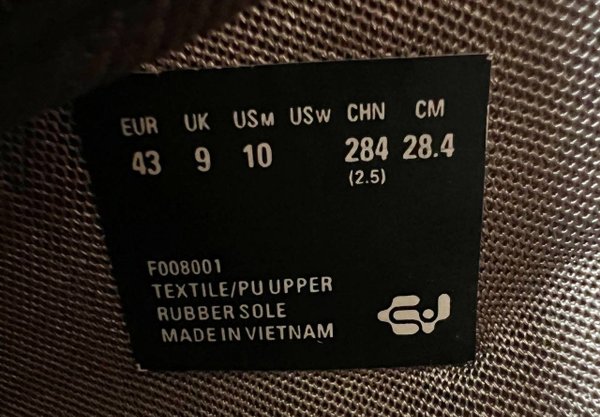 EUR UK USM USW CHN CM
43 9 10 284 28.4
(2.5)
F008001
TEXTILE/PU UPPER
RUBBER SOLE
MADE IN VIETNAM